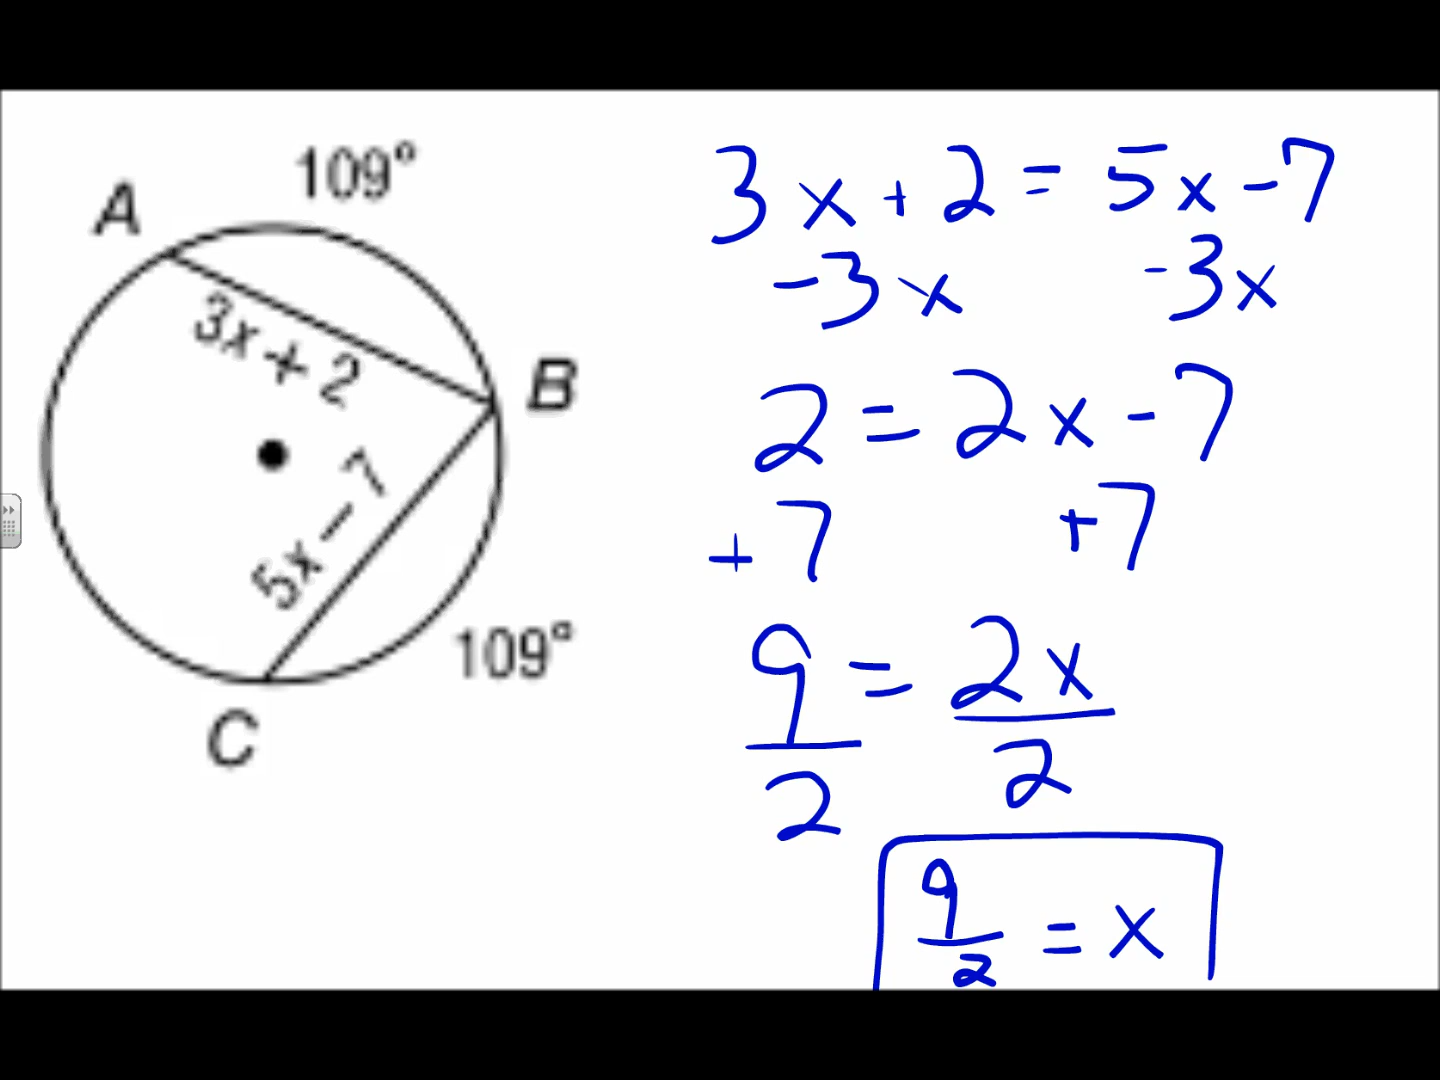 109°
A
3x + 2
B
5x - 7
109°
C
3x + 2 = 5x - 7
-3x -3x
2 = 2x - 7
+7 +7
9 = 2x
2 2
9/2 = x